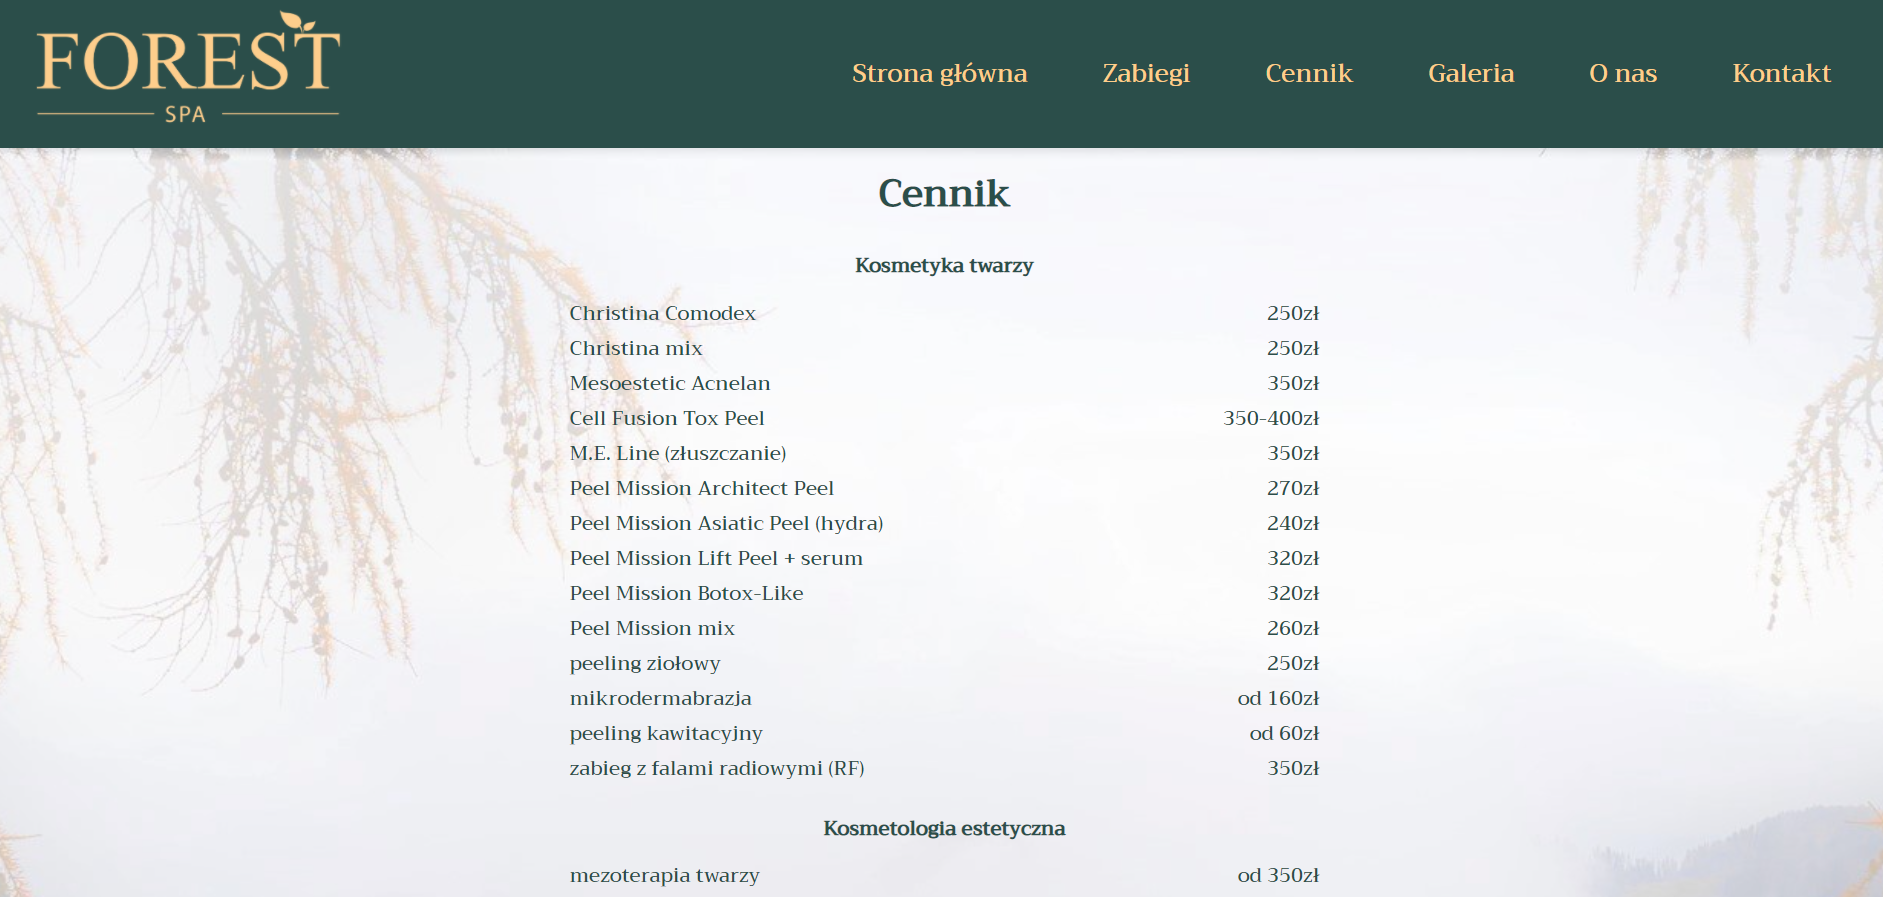 FOREST
SPA
Strona główna Zabiegi Cennik Galeria O nas Kontakt
Cennik
Kosmetyka twarzy
Christina Comodex 250zł
Christina mix 250zł
Mesoestetic Acnelan 350zł
Cell Fusion Tox Peel 350-400zł
M.E. Line (złuszczanie) 350zł
Peel Mission Architect Peel 270zł
Peel Mission Asiatic Peel (hydra) 240zł
Peel Mission Lift Peel + serum 320zł
Peel Mission Botox-Like 320zł
Peel Mission mix 260zł
peeling ziołowy 250zł
mikrodermabrazja od 160zł
peeling kawitacyjny od 60zł
zabieg z falami radiowymi (RF) 350zł
Kosmetologia estetyczna
mezoterapia twarzy od 350zł